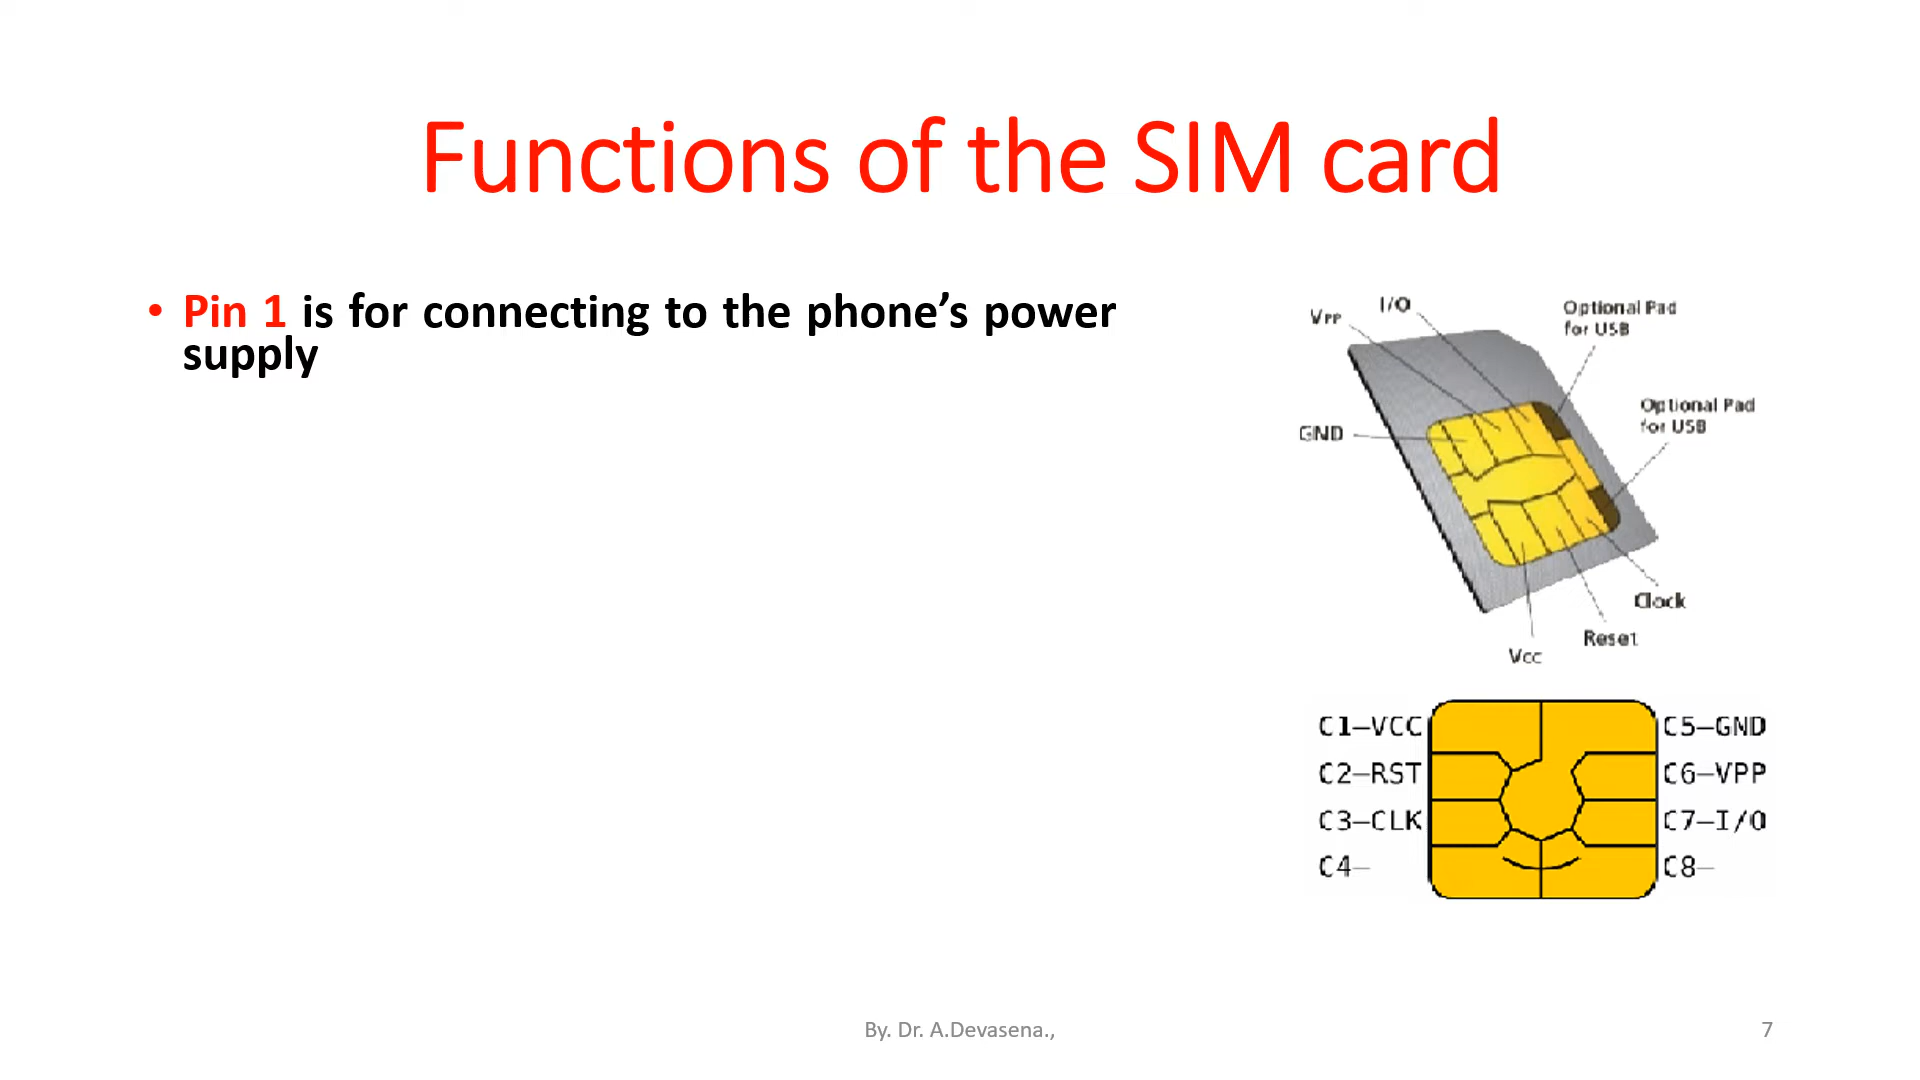 Functions of the SIM card
• Pin 1 is for connecting to the phone’s power
supply
VPP
I/O
Optional Pad
for USB
Optional Pad
for USB
GND
Clock
Reset
Vcc
C1–VCC
C5–GND
C2–RST
C6–VPP
C3–CLK
C7–I/O
C4–
C8–
By. Dr. A.Devasena.,
7